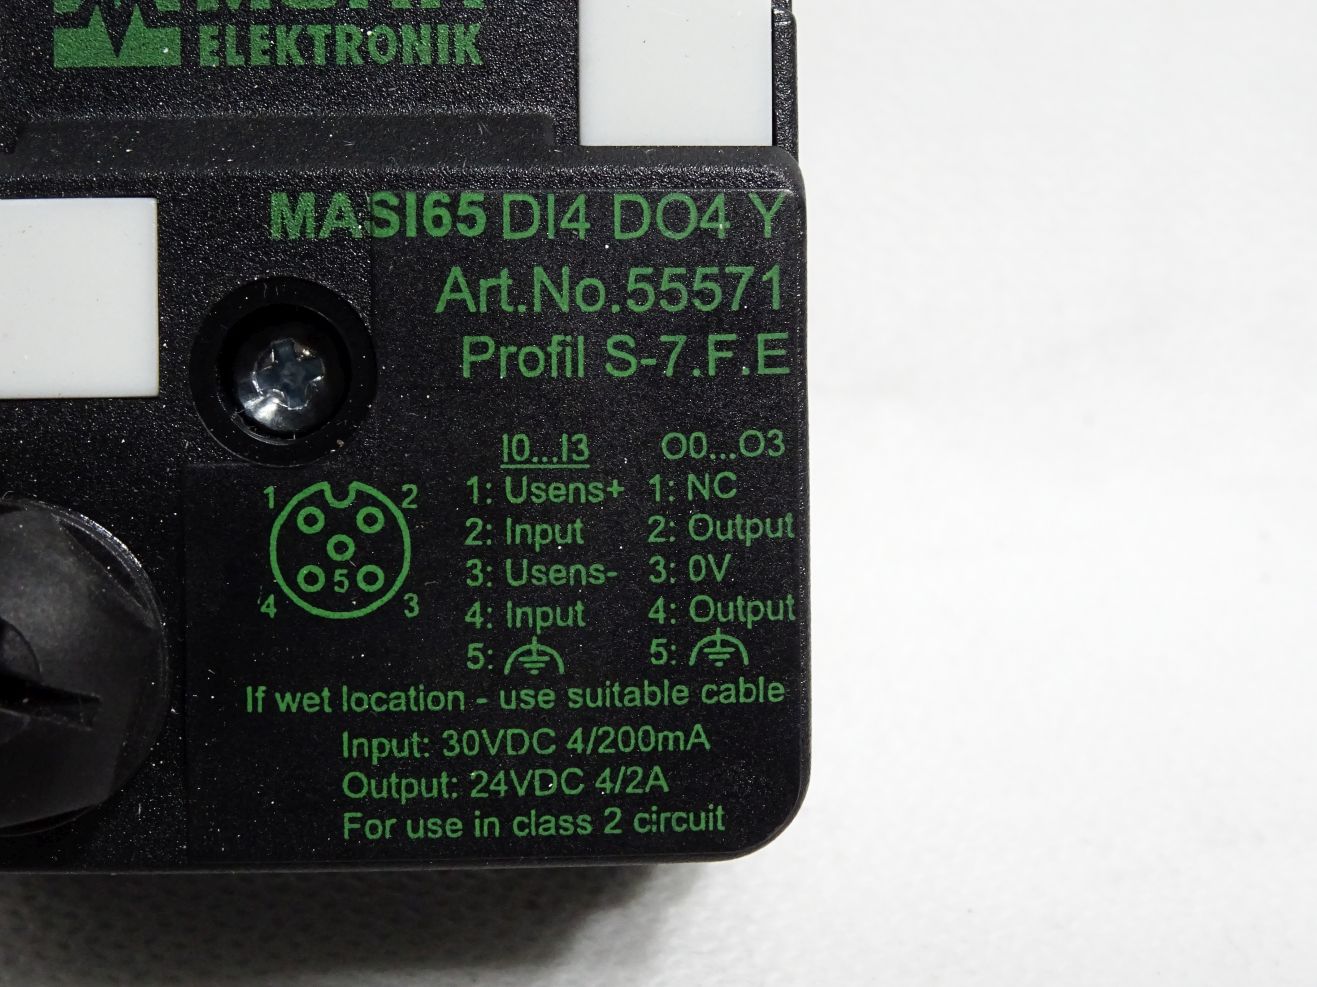 ELEKTRONIK
MASI65 DI4 DO4 Y
Art.No.55571
Profil S-7.F.E
I0...I3 O0...O3
1 2
1: Usens+ 1: NC
2: Input 2: Output
3: Usens- 3: 0V
5
4 3
4: Input 4: Output
5: 5:
If wet location - use suitable cable
Input: 30VDC 4/200mA
Output: 24VDC 4/2A
For use in class 2 circuit